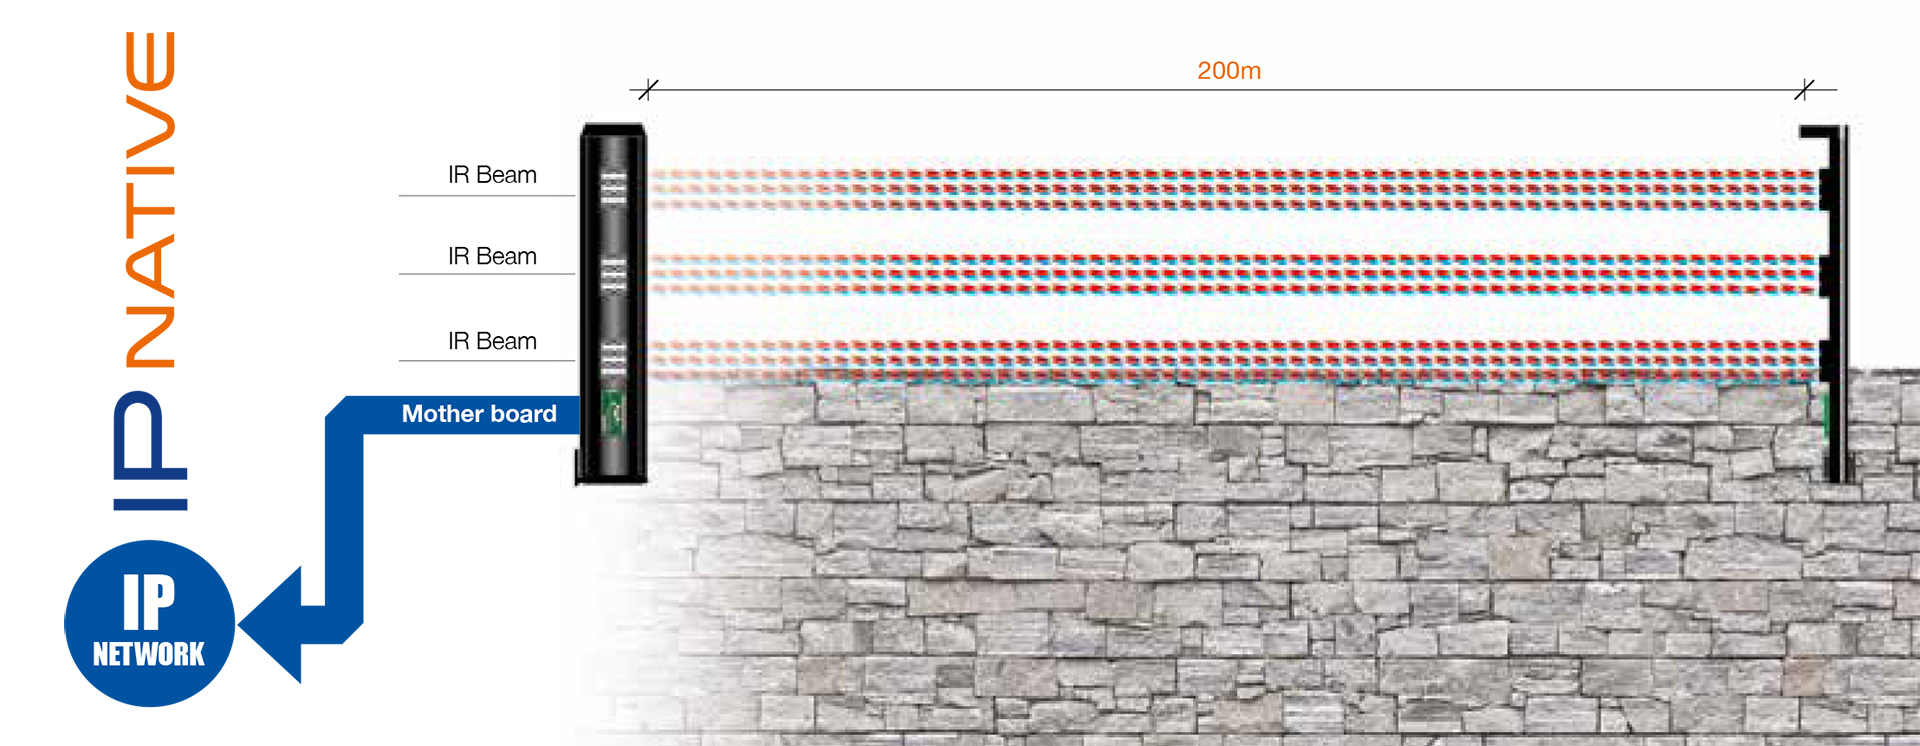 IP NATIVE
200m
IR Beam
IR Beam
IR Beam
Mother board
IP
NETWORK